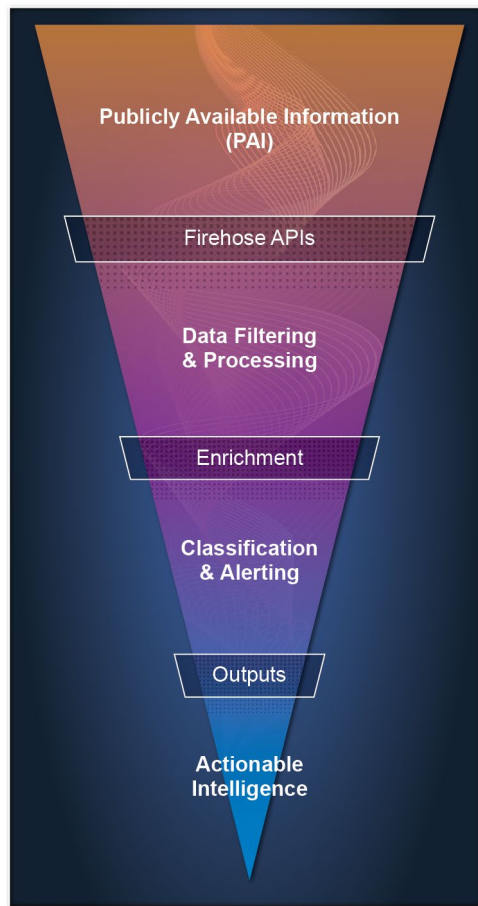 Publicly Available Information
(PAI)
Firehose APIs
Data Filtering
& Processing
Enrichment
Classification
& Alerting
Outputs
Actionable
Intelligence